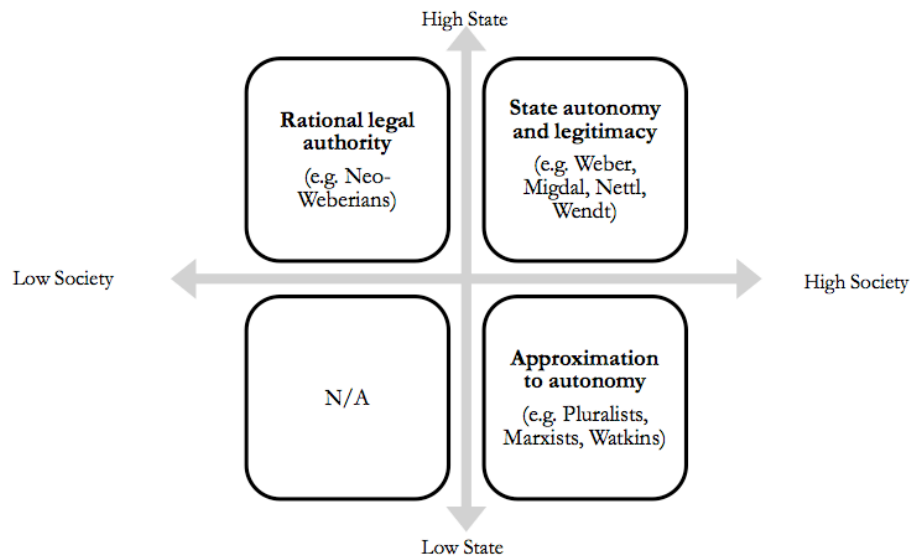 High State
Rational legal
authority
(e.g. Neo-
Weberians)
State autonomy
and legitimacy
(e.g. Weber,
Migdal, Nettl,
Wendt)
Low Society
High Society
N/A
Approximation
to autonomy
(e.g. Pluralists,
Marxists, Watkins)
Low State